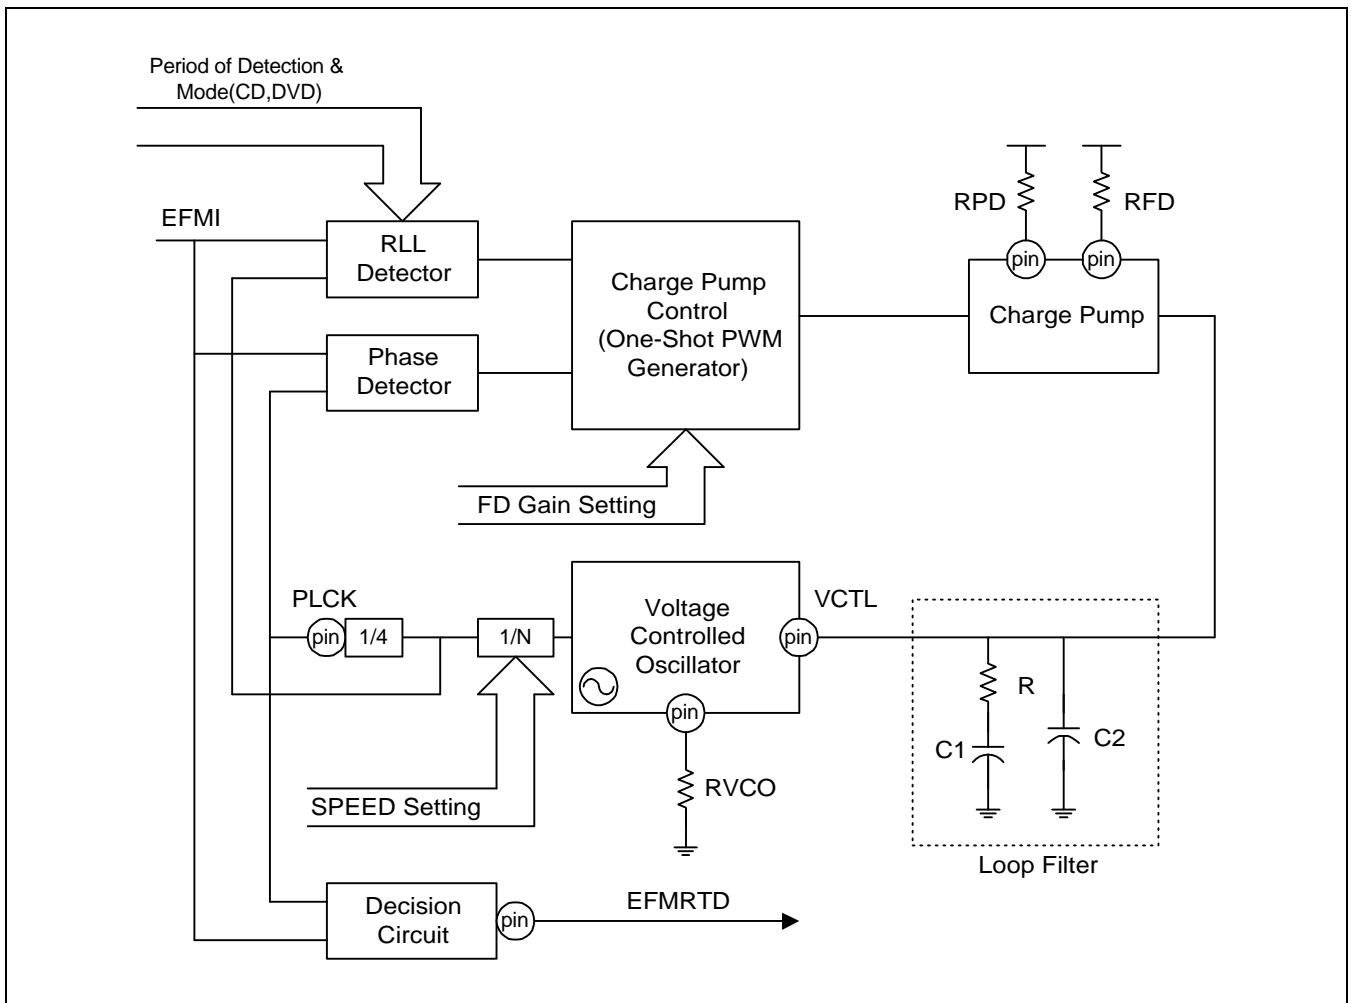 Period of Detection &
Mode(CD,DVD)
EFMI
RLL
Detector
Phase
Detector
Charge Pump
Control
(One-Shot PWM
Generator)
RPD
RFD
pin
pin
Charge Pump
FD Gain Setting
PLCK
pin
1/4
1/N
Voltage
Controlled
Oscillator
pin
VCTL
pin
RVCO
R
C1
C2
Loop Filter
SPEED Setting
Decision
Circuit
pin
EFMRTD